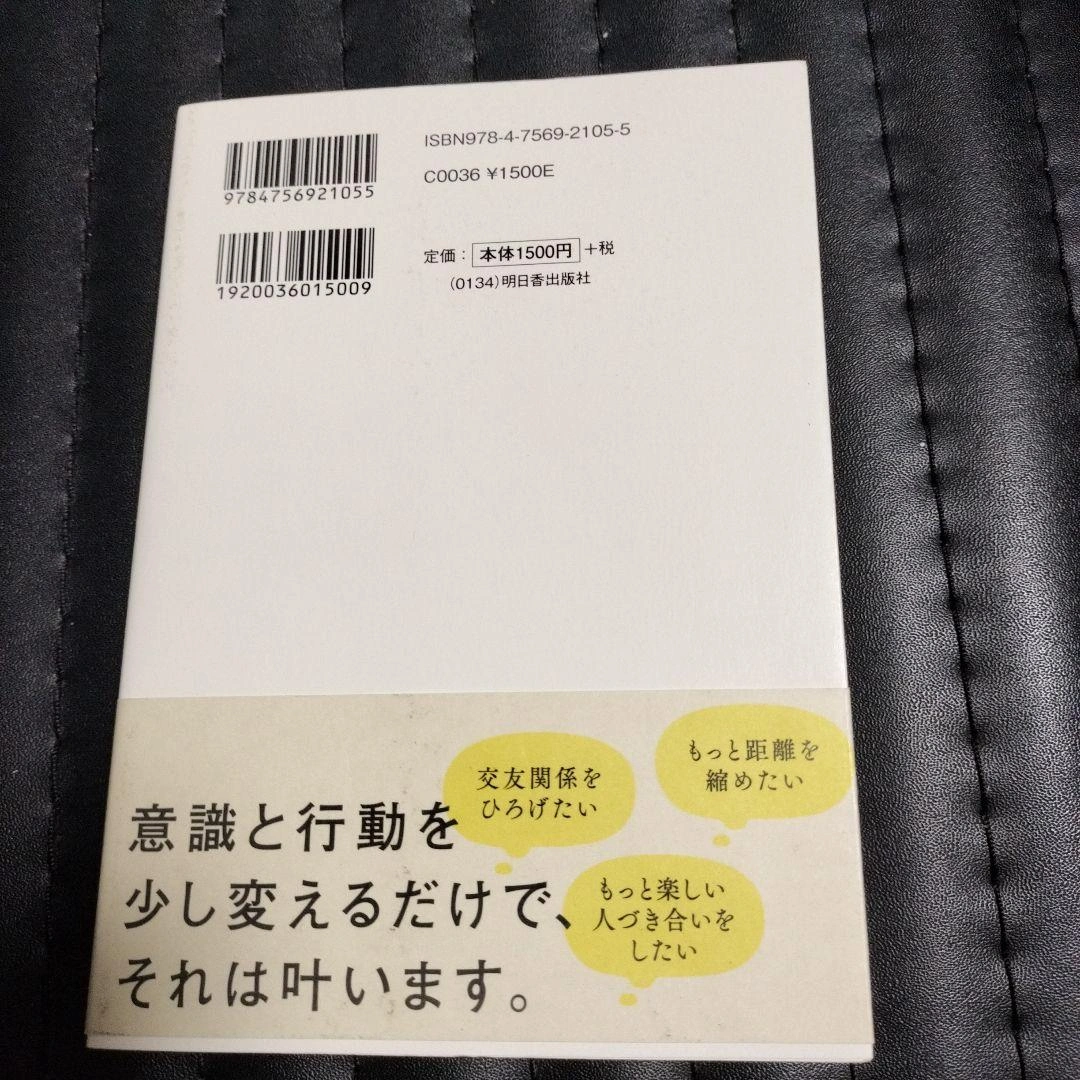 ISBN978-4-7569-2105-5
C0036 ¥1500E
9784756921055
定価：本体1500円+税
(0134)明日香出版社
1920036015009
もっと距離を
縮めたい
交友関係を
ひろげたい
意識と行動を
少し変えるだけで、
それは叶います。
もっと楽しい
人づき合いを
したい